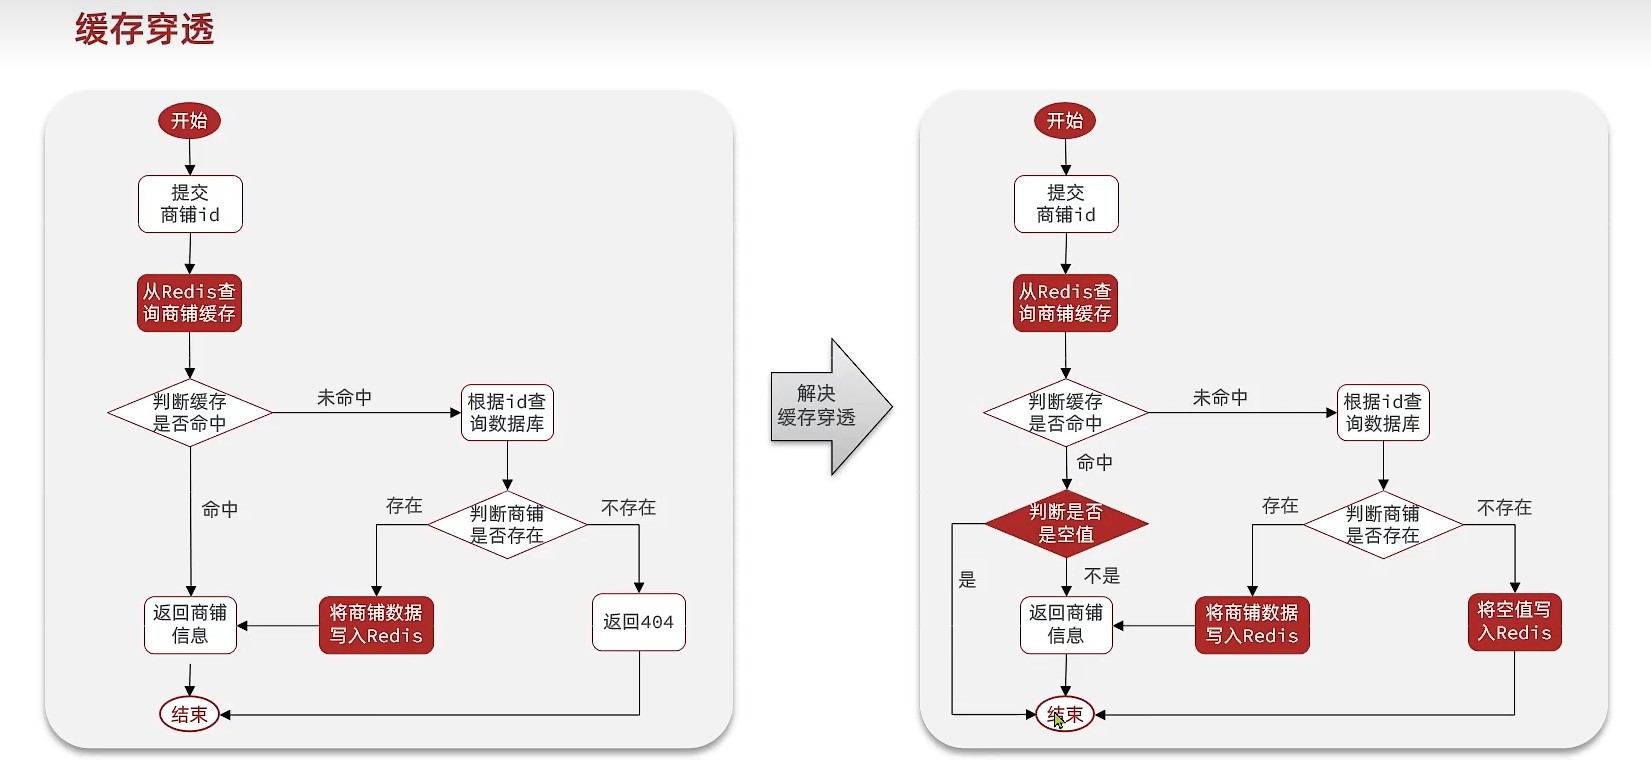 缓存穿透
开始
提交
商铺id
从Redis查
询商铺缓存
判断缓存
是否命中
未命中
根据id查
询数据库
命中
存在
判断商铺
是否存在
不存在
返回商铺
信息
将商铺数据
写入Redis
返回404
结束
解决
缓存穿透
开始
提交
商铺id
从Redis查
询商铺缓存
判断缓存
是否命中
未命中
根据id查
询数据库
命中
判断是否
是空值
存在
判断商铺
是否存在
不存在
是
不是
返回商铺
信息
将商铺数据
写入Redis
将空值写
入Redis
结束